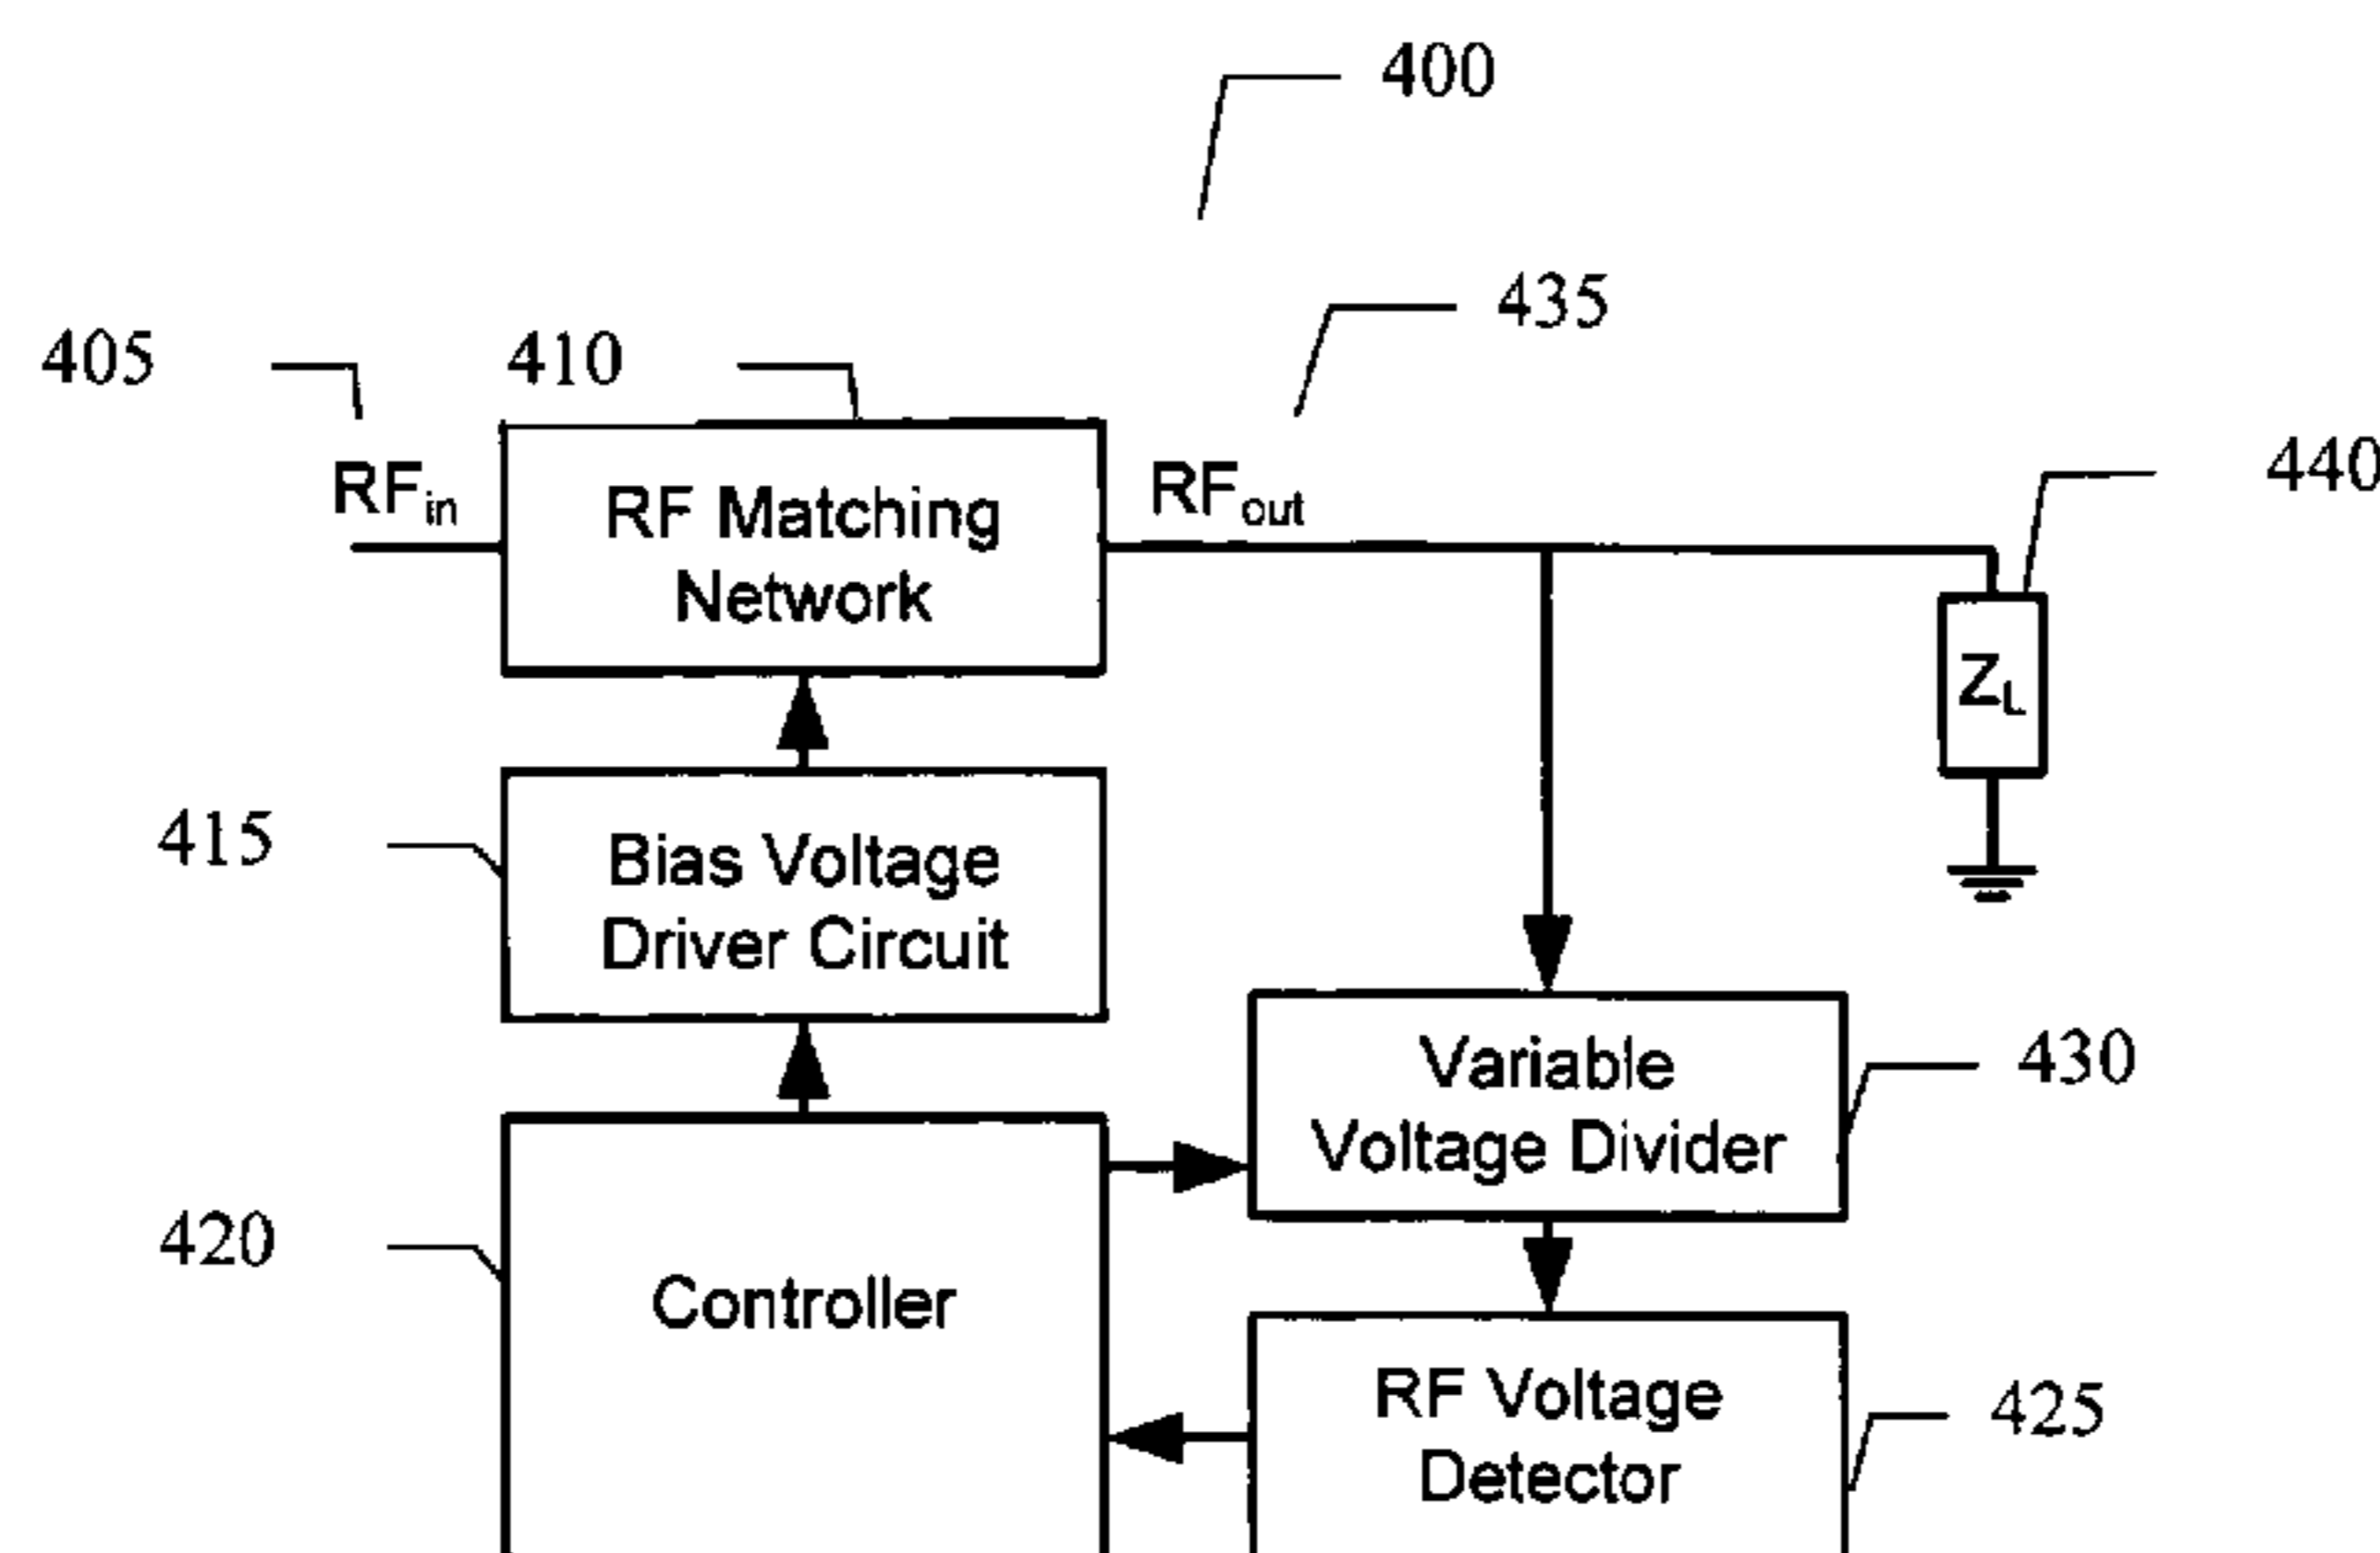 400
435
405
410
440
RFin
RF Matching
Network
RFout
ZL
415
Bias Voltage
Driver Circuit
Variable
Voltage Divider
430
420
Controller
RF Voltage
Detector
425